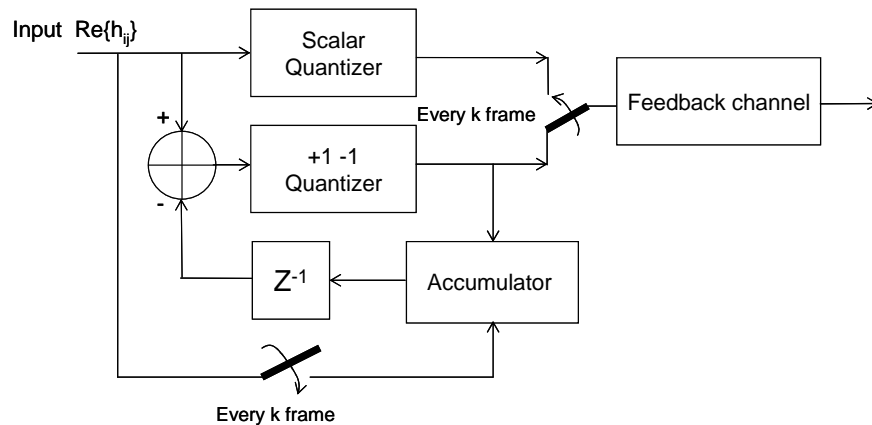 Input Re{hij}
Scalar
Quantizer
Every k frame
Feedback channel
+
+1 -1
Quantizer
-
Z-1
Accumulator
Every k frame